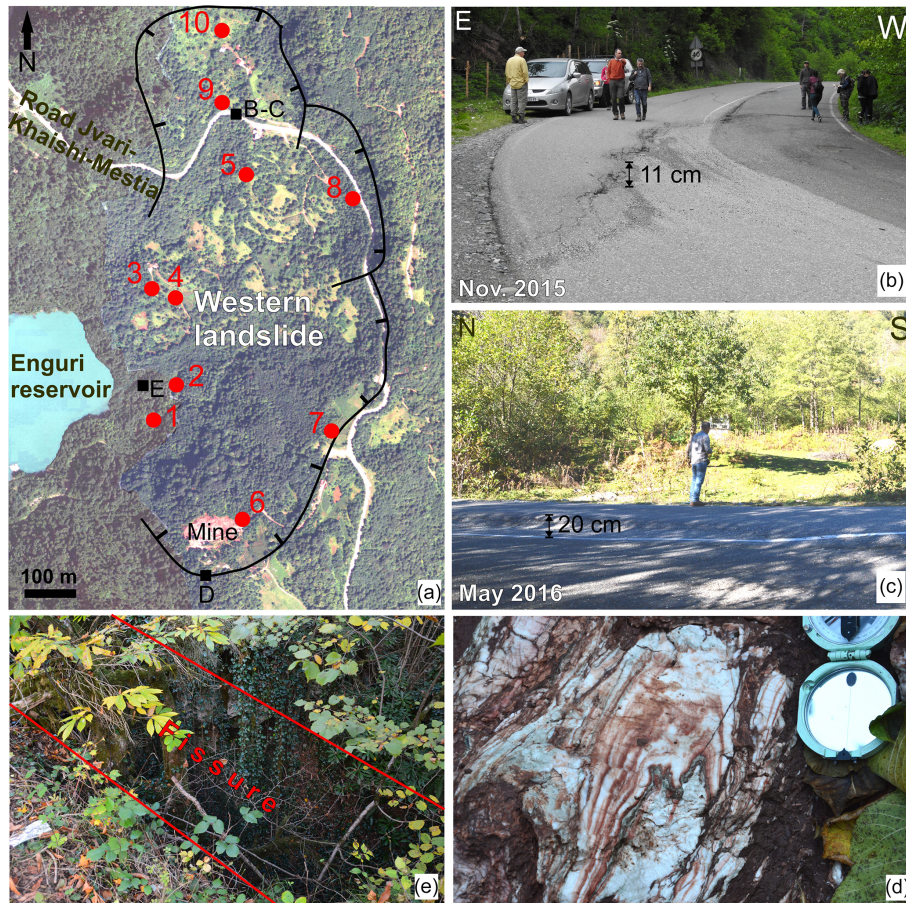 10
N
9
B-C
Road Jvari-
Khaishi-Mestia
5
8
3
4
Western
landslide
Enguri
reservoir
E
2
1
7
6
Mine
100 m
D
(a)
E
W
11 cm
Nov. 2015
(b)
N
S
20 cm
May 2016
(c)
Fissure
(e)
(d)